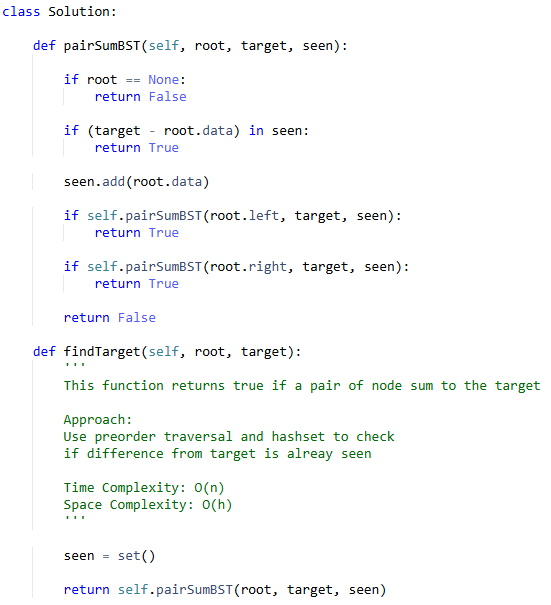 class Solution:
def pairSumBST(self, root, target, seen):
if root == None:
return False
if (target - root.data) in seen:
return True
seen.add(root.data)
if self.pairSumBST(root.left, target, seen):
return True
if self.pairSumBST(root.right, target, seen):
return True
return False
def findTarget(self, root, target):
'''
This function returns true if a pair of node sum to the target
Approach:
Use preorder traversal and hashset to check
if difference from target is alreay seen
Time Complexity: O(n)
Space Complexity: O(h)
'''
seen = set()
return self.pairSumBST(root, target, seen)